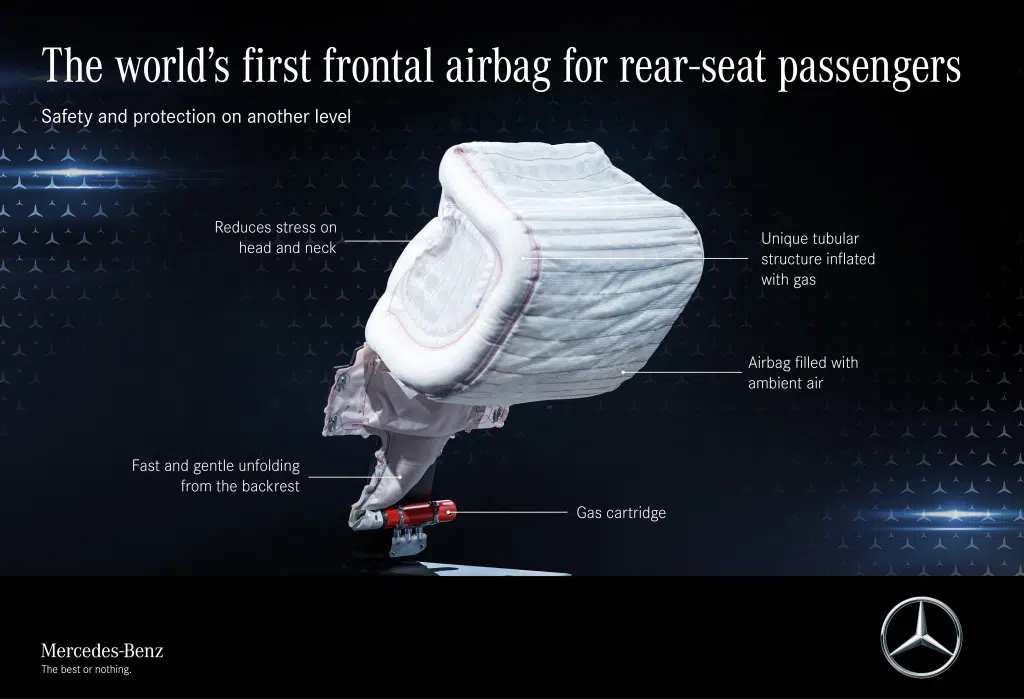 The world's first frontal airbag for rear-seat passengers
Safety and protection on another level
Reduces stress on
head and neck
Unique tubular
structure inflated
with gas
Airbag filled with
ambient air
Fast and gentle unfolding
from the backrest
Gas cartridge
Mercedes-Benz
The best or nothing.